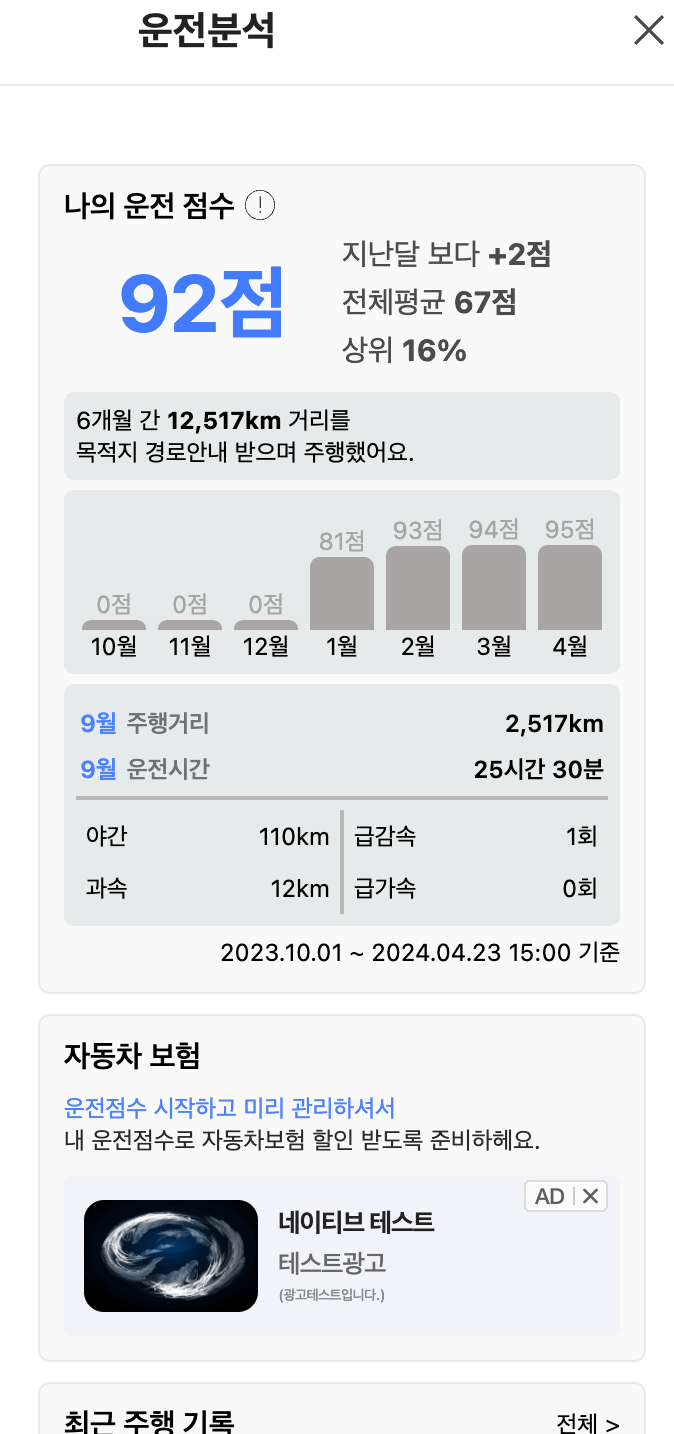 운전분석
나의 운전 점수
92점
지난달 보다 +2점
전체평균 67점
상위 16%
6개월 간 12,517km 거리를
목적지 경로안내 받으며 주행했어요.
0점 0점 0점 81점 93점 94점 95점
10월 11월 12월 1월 2월 3월 4월
9월 주행거리 2,517km
9월 운전시간 25시간 30분
야간 110km 급감속 1회
과속 12km 급가속 0회
2023.10.01 ~ 2024.04.23 15:00 기준
자동차 보험
운전점수 시작하고 미리 관리하셔서
내 운전점수로 자동차보험 할인 받도록 준비하헤요.
AD
네이티브 테스트
테스트광고
(광고테스트입니다.)
최근 주행 기록 전체 >